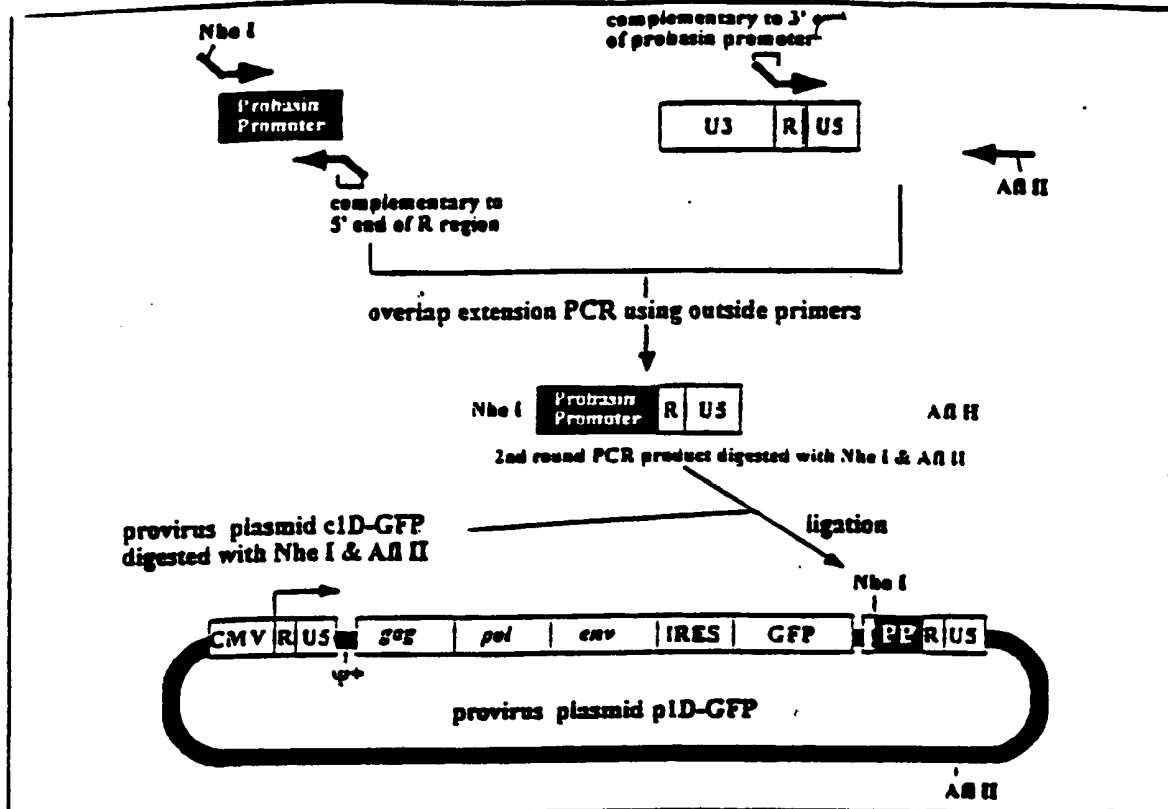 Nhe I
complementary to 3'
of probasin promoter
Probasin
Promoter
U3 R U5
Afl II
complementary to
5' end of R region
overlap extension PCR using outside primers
Nhe I
Probasin
Promoter
R U5
Afl II
2nd round PCR product digested with Nhe I & Afl II
provirus plasmid c1D-GFP
digested with Nhe I & Afl II
ligation
Nhe I
CMV R U5 gag pol env IRES GFP PP R U5
ψ+
provirus plasmid p1D-GFP
Afl II